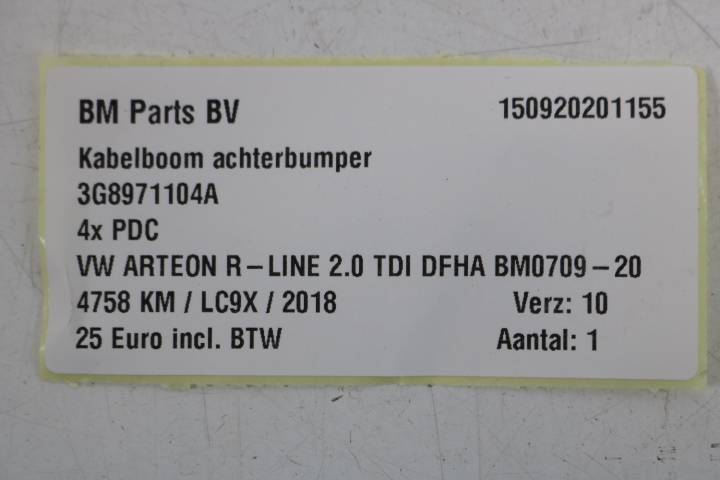 BM Parts BV 150920201155
Kabelboom achterbumper
3G8971104A
4x PDC
VW ARTEON R-LINE 2.0 TDI DFHA BM0709-20
4758 KM / LC9X / 2018 Verz: 10
25 Euro incl. BTW Aantal: 1